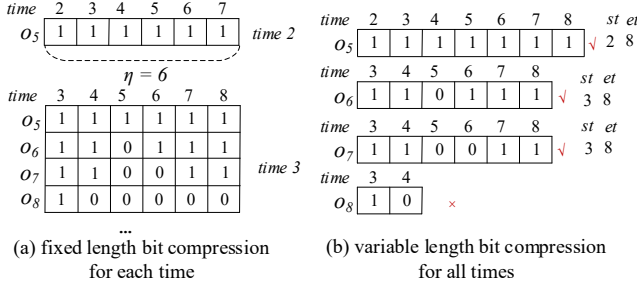 time 2 3 4 5 6 7
o5 1 1 1 1 1 1 time 2
η = 6
time 3 4 5 6 7 8
o5 1 1 1 1 1 1
o6 1 1 0 1 1 1
o7 1 1 0 0 1 1
time 3
o8 1 0 0 0 0 0
...
(a) fixed length bit compression
for each time
time 2 3 4 5 6 7 8 st et
o5 1 1 1 1 1 1 1 √ 2 8
time 3 4 5 6 7 8 st et
o6 1 1 0 1 1 1 √ 3 8
time 3 4 5 6 7 8 st et
o7 1 1 0 0 1 1 √ 3 8
time 3 4
o8 1 0 ×
(b) variable length bit compression
for all times